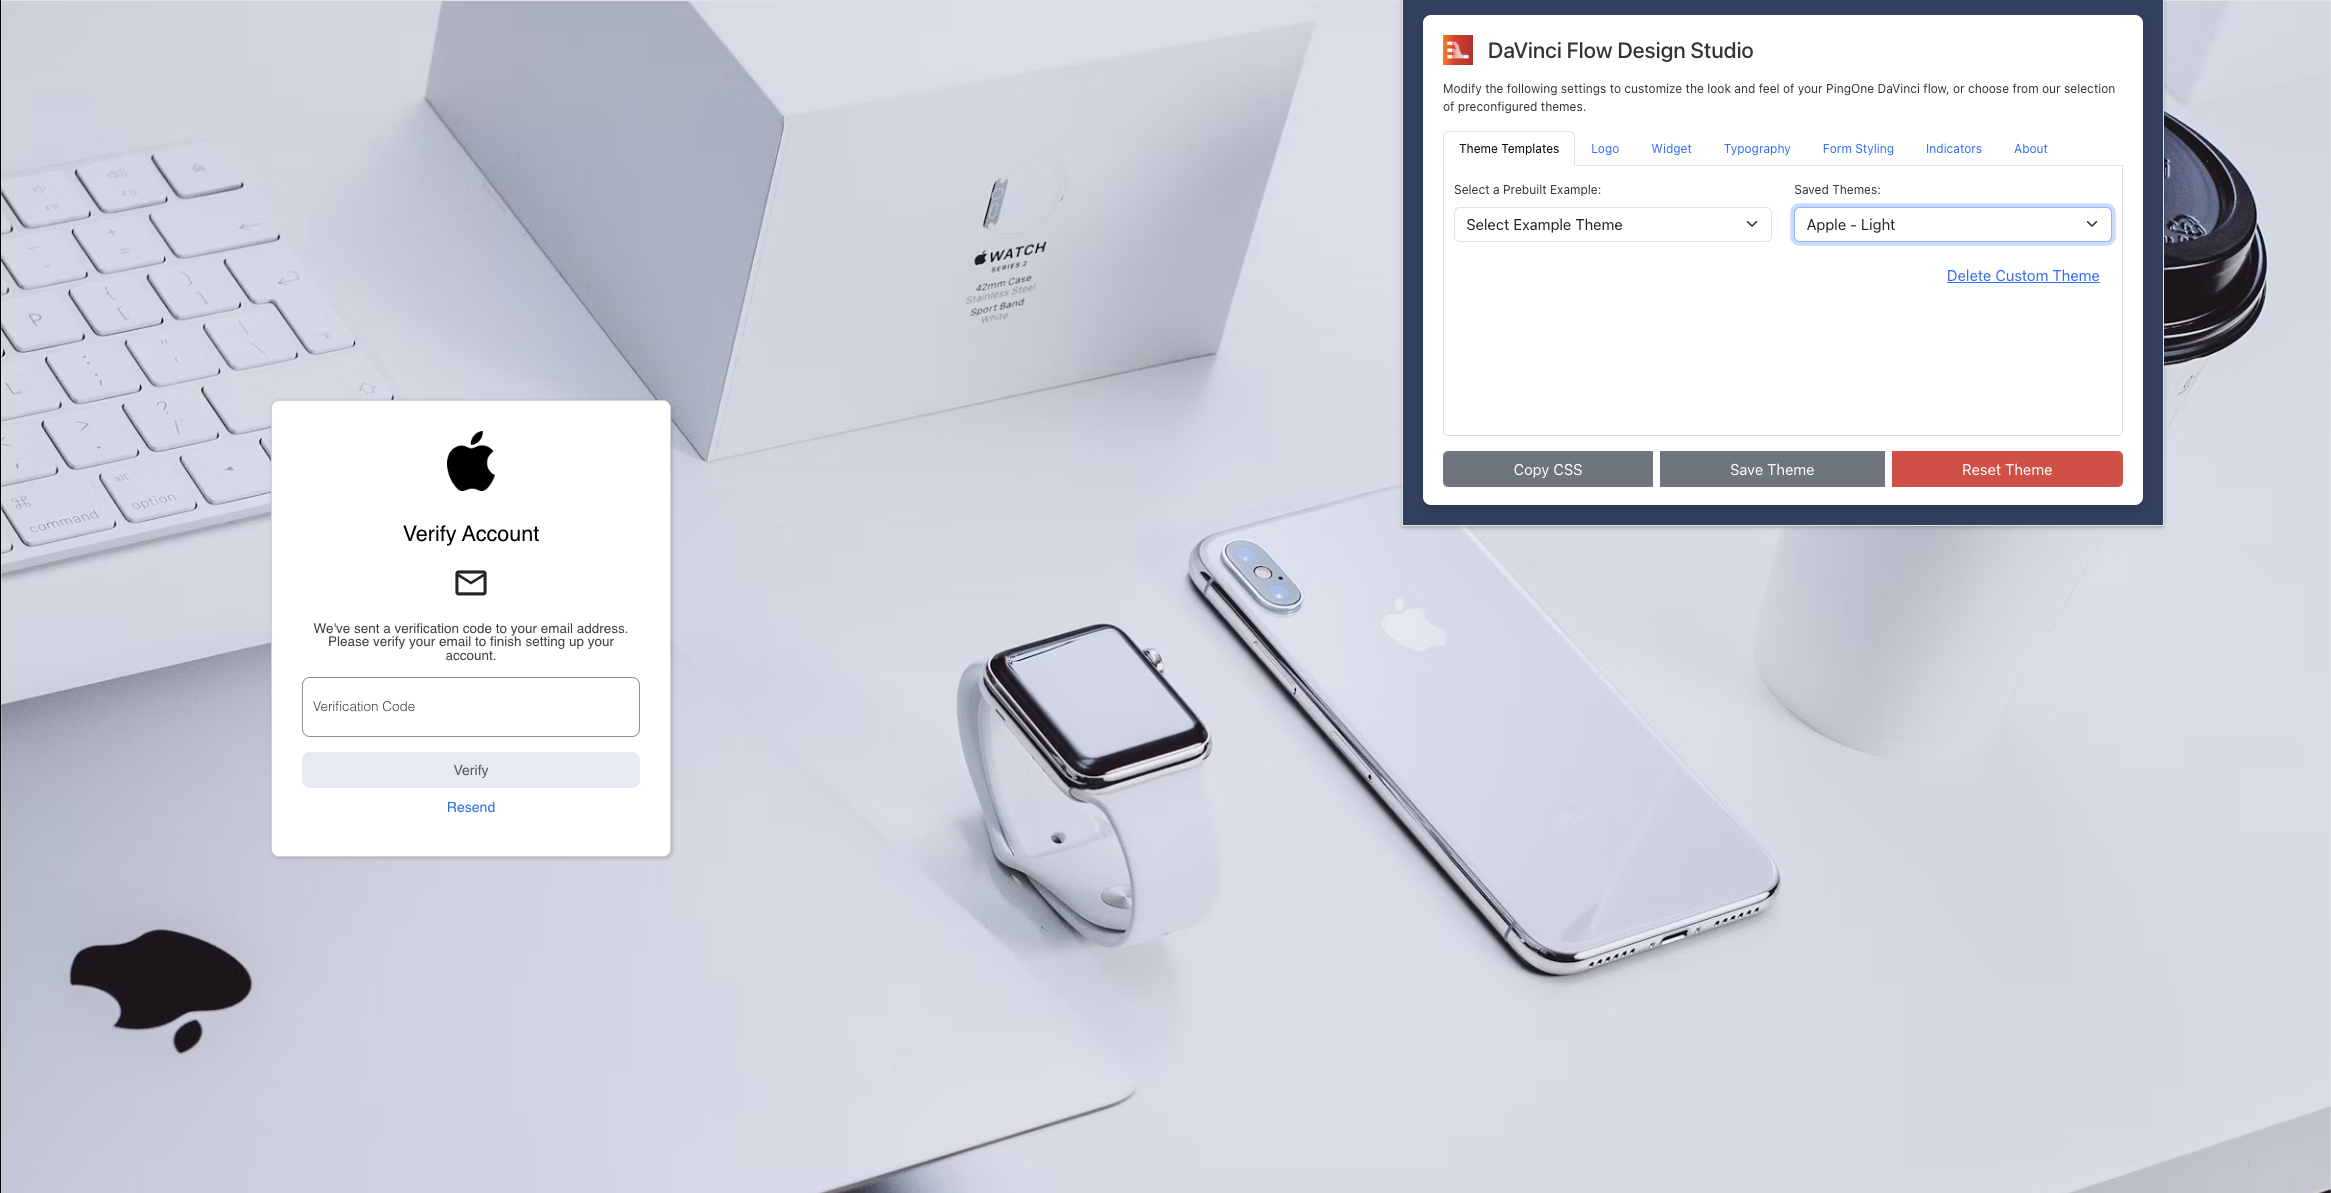 DaVinci Flow Design Studio
Modify the following settings to customize the look and feel of your PingOne DaVinci flow, or choose from our selection
of preconfigured themes.
Theme Templates
Logo
Widget
Typography
Form Styling
Indicators
About
Select a Prebuilt Example:
Saved Themes:
Select Example Theme
Apple - Light
Delete Custom Theme
Copy CSS
Save Theme
Reset Theme
WATCH
SERIES 2
42mm Case
Stainless Steel
Sport Band
White
P
L
alt
option
command
Verify Account
We've sent a verification code to your email address.
Please verify your email to finish setting up your
account.
Verification Code
Verify
Resend